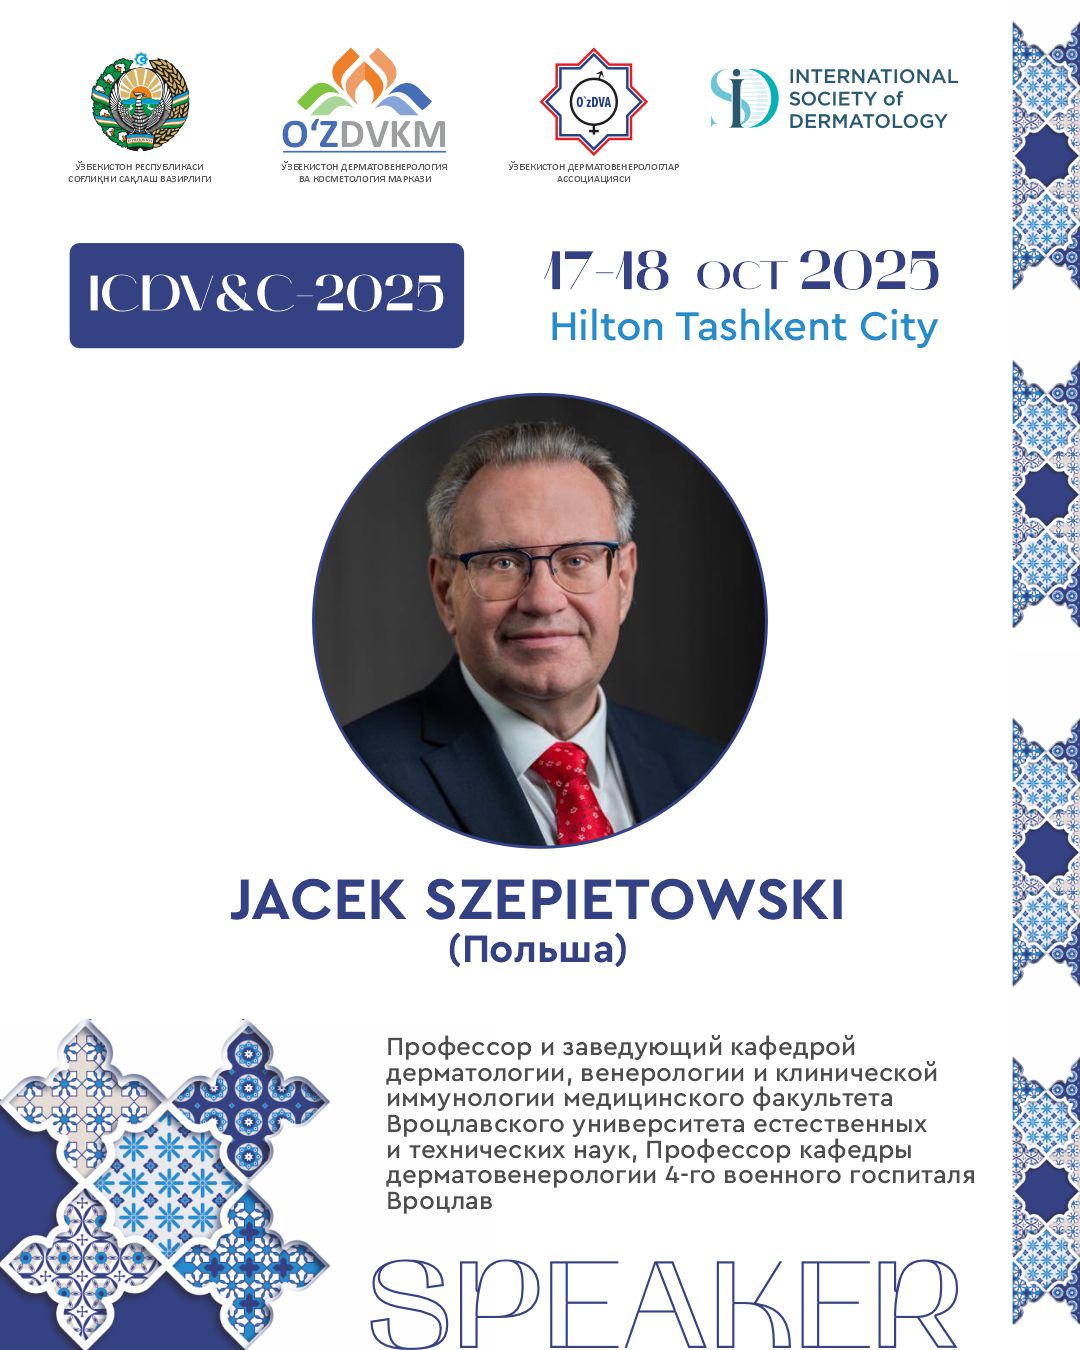 ЎЗБЕКИСТОН РЕСПУБЛИКАСИ
СОҒЛИҚНИ САҚЛАШ ВАЗИРЛИГИ
O‘ZDVKM
ЎЗБЕКИСТОН ДЕРМАТОВЕНЕРОЛОГИЯ
ВА КОСМЕТОЛОГИЯ МАРКАЗИ
O`zDVA
ЎЗБЕКИСТОН ДЕРМАТОВЕНЕРОЛОГЛАР
АССОЦИАЦИЯСИ
SID
INTERNATIONAL
SOCIETY of
DERMATOLOGY
ICDV&C-2025
17-18 OCT 2025
Hilton Tashkent City
JACEK SZEPIETOWSKI
(Польша)
Профессор и заведующий кафедрой
дерматологии, венерологии и клинической
иммунологии медицинского факультета
Вроцлавского университета естественных
и технических наук, Профессор кафедры
дерматовенерологии 4-го военного госпиталя
Вроцлав
SPEAKER